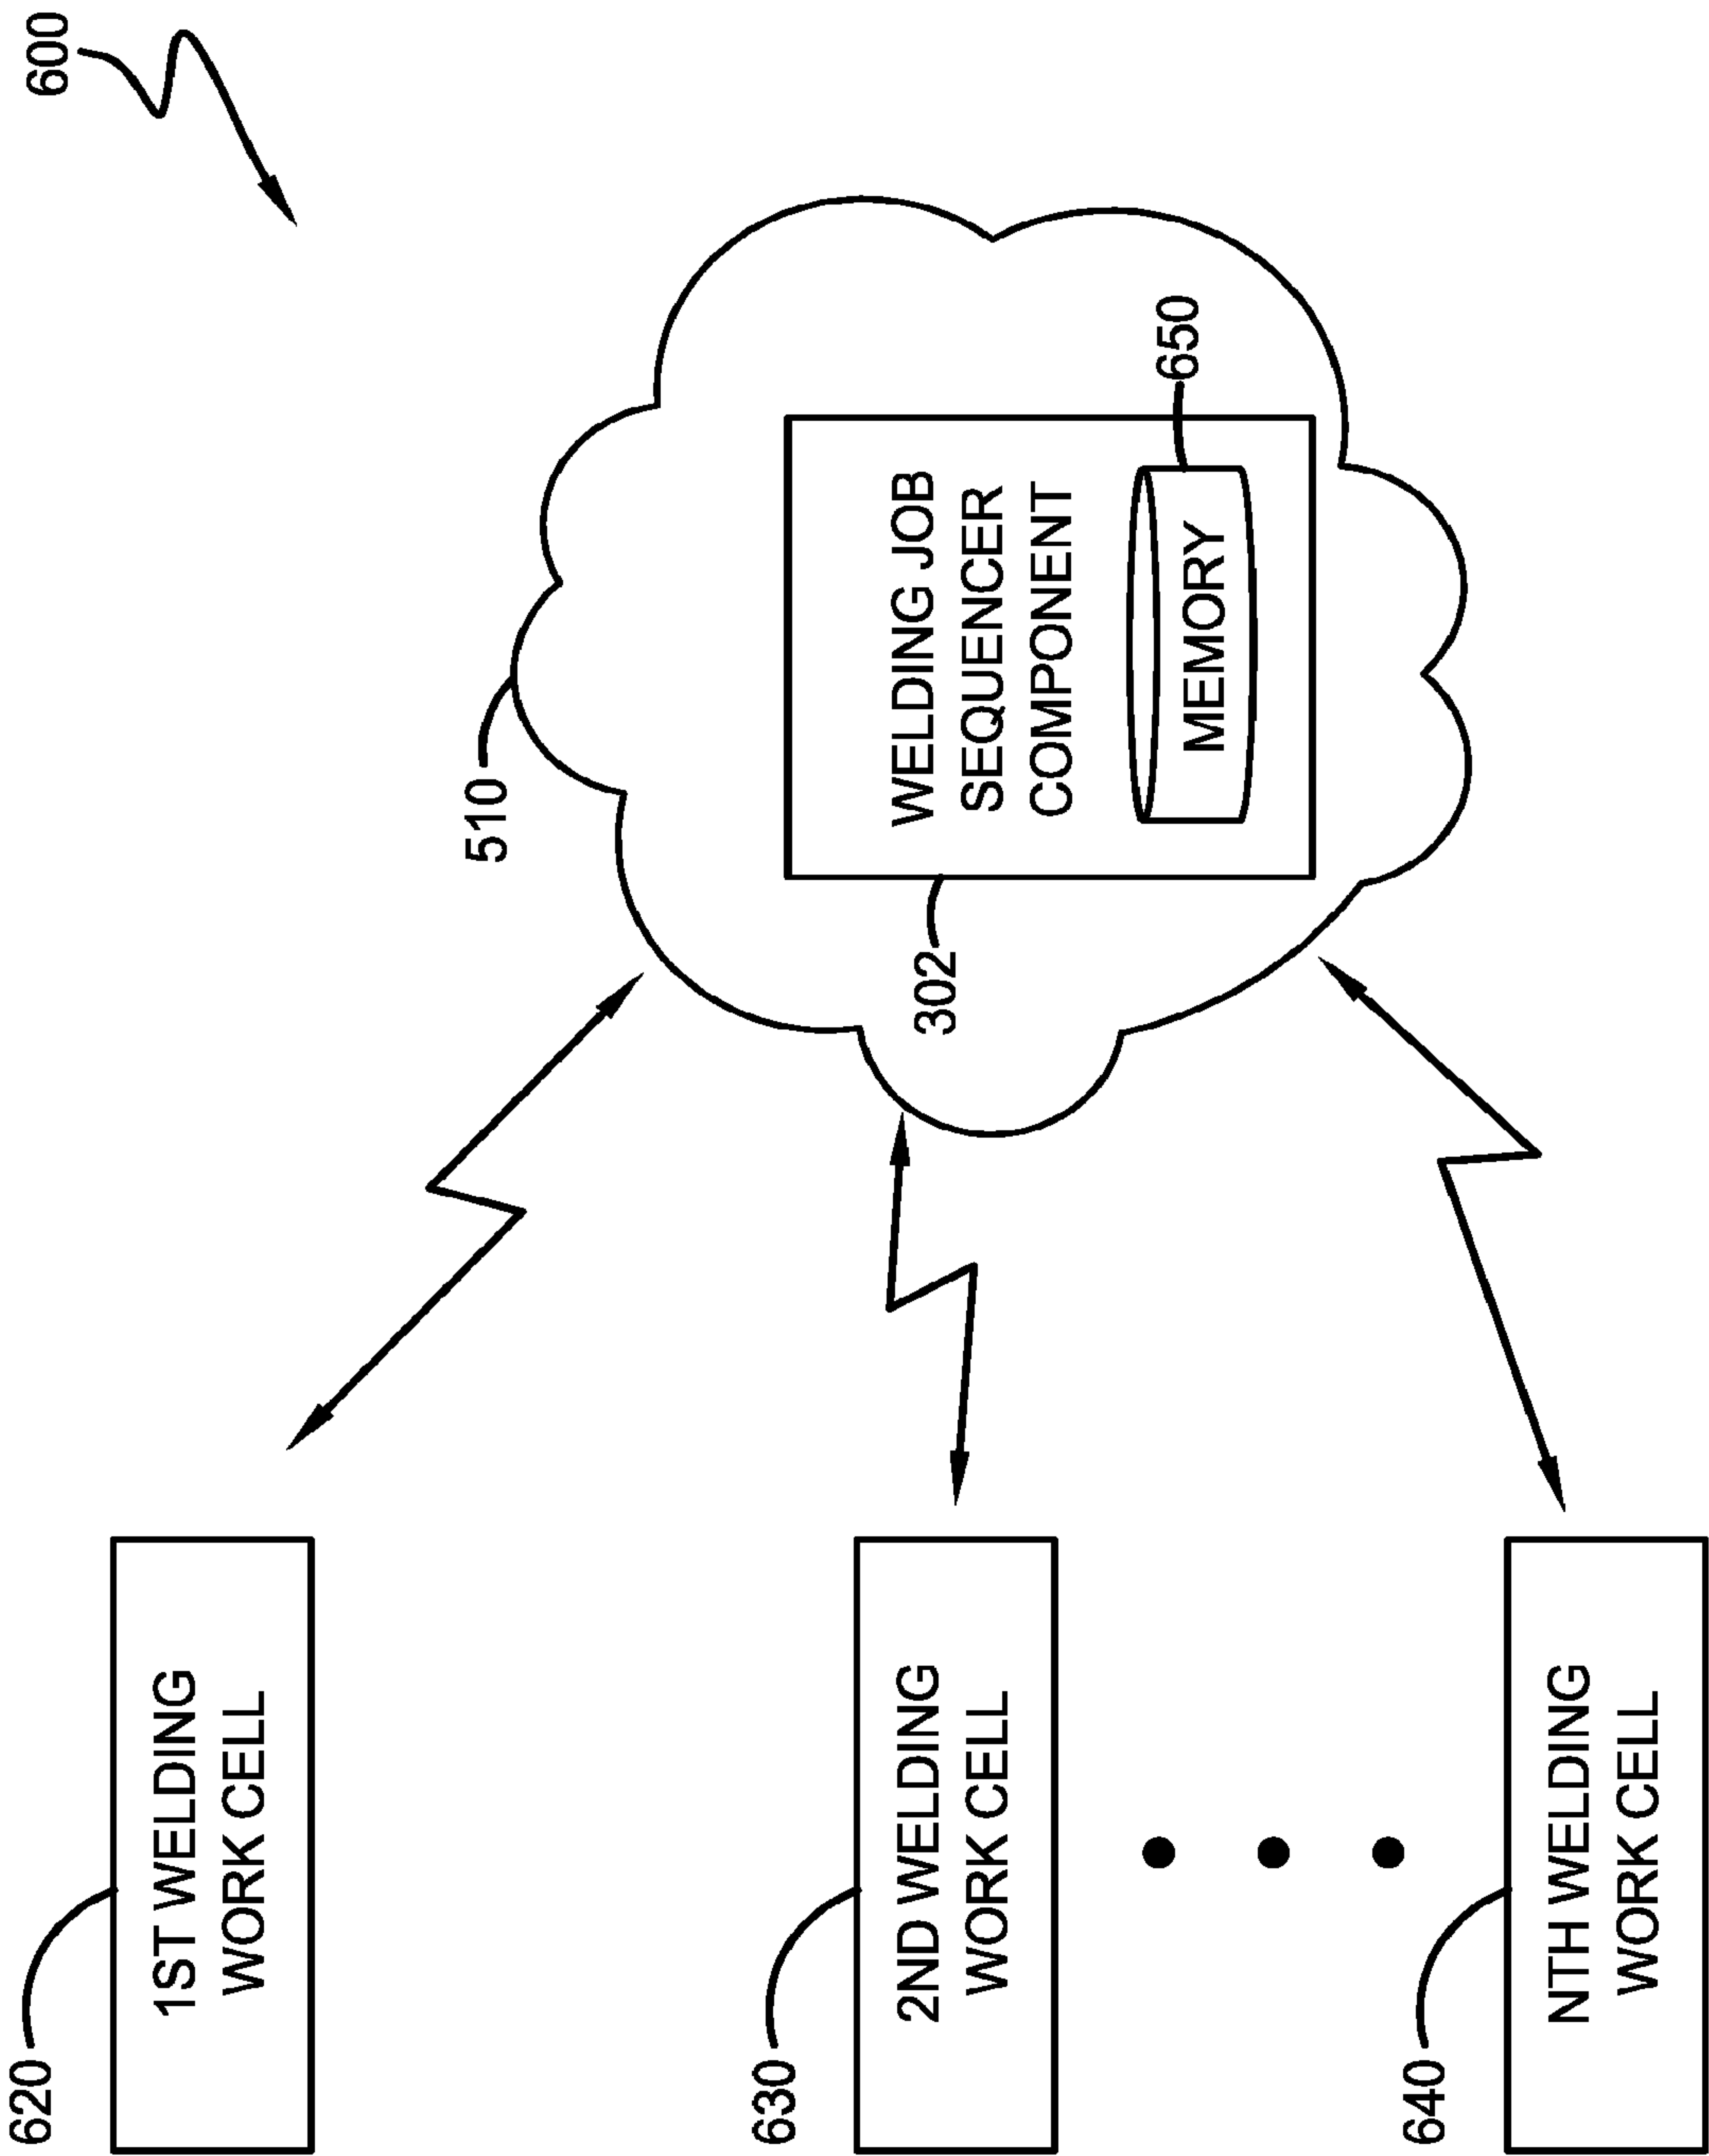 600
510
WELDING JOB
SEQUENCER
COMPONENT
MEMORY
650
302
620
1ST WELDING
WORK CELL
630
2ND WELDING
WORK CELL
640
NTH WELDING
WORK CELL